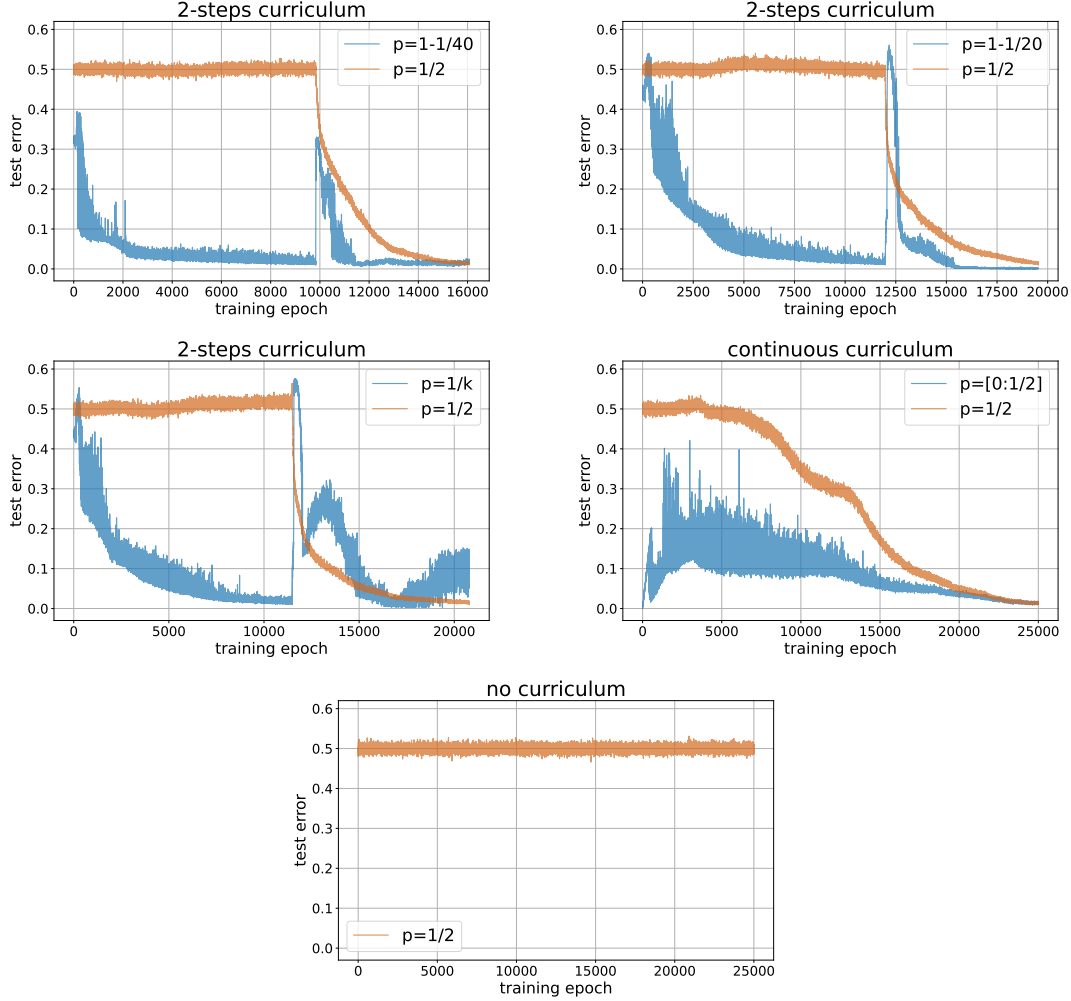 2-steps curriculum
0.6
0.5
0.4
0.3
0.2
0.1
0.0
test error
p=1-1/40
p=1/2
0 2000 4000 6000 8000 10000 12000 14000 16000
training epoch
2-steps curriculum
0.6
0.5
0.4
0.3
0.2
0.1
0.0
test error
p=1-1/20
p=1/2
0 2500 5000 7500 10000 12500 15000 17500 20000
training epoch
2-steps curriculum
0.6
0.5
0.4
0.3
0.2
0.1
0.0
test error
p=1/k
p=1/2
0 5000 10000 15000 20000
training epoch
continuous curriculum
0.6
0.5
0.4
0.3
0.2
0.1
0.0
test error
p=[0:1/2]
p=1/2
0 5000 10000 15000 20000 25000
training epoch
no curriculum
0.6
0.5
0.4
0.3
0.2
0.1
0.0
test error
p=1/2
0 5000 10000 15000 20000 25000
training epoch